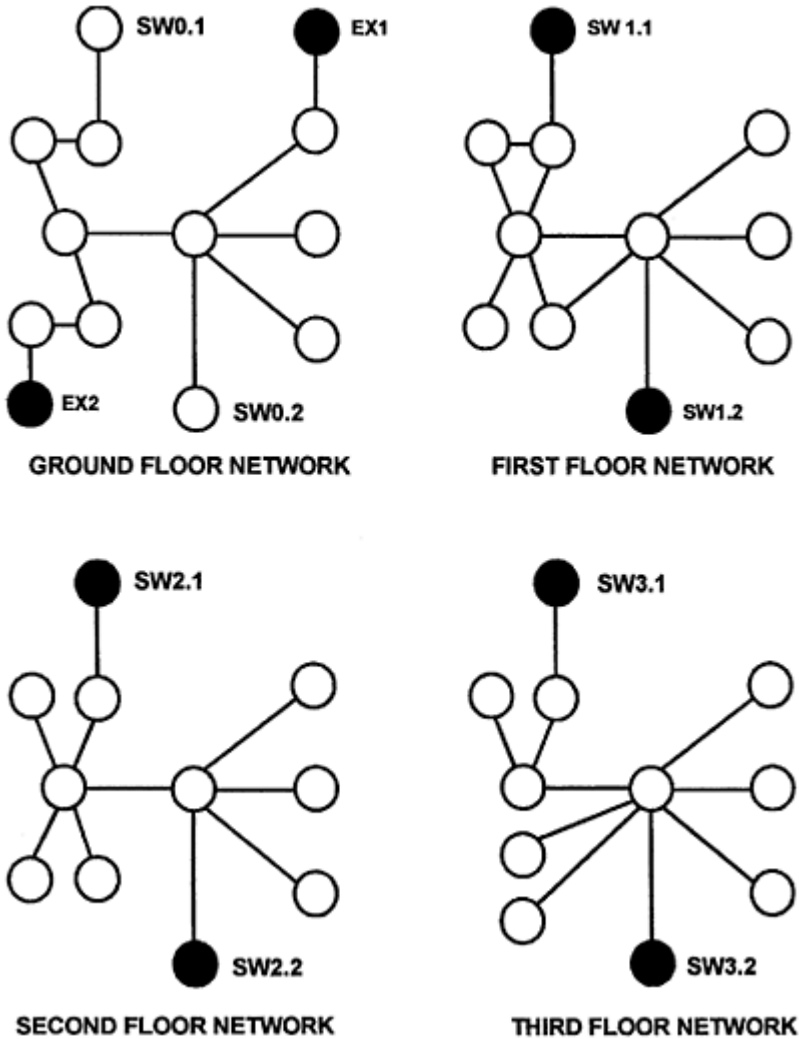 SW0.1
EX1
EX2
SW0.2
GROUND FLOOR NETWORK
SW 1.1
SW1.2
FIRST FLOOR NETWORK
SW2.1
SW2.2
SECOND FLOOR NETWORK
SW3.1
SW3.2
THIRD FLOOR NETWORK